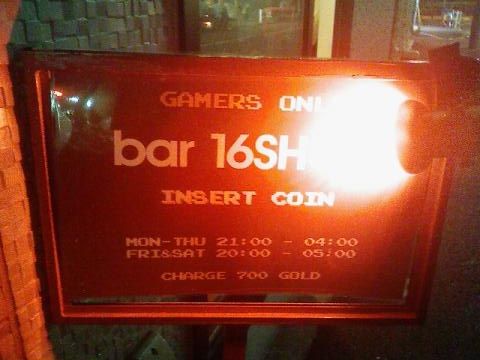 GAMERS
bar
INSERT COIN
MON-THU 21:00 - 04:00
FRI&SAT 20:00 - 05:00
CHARGE 700 GOLD